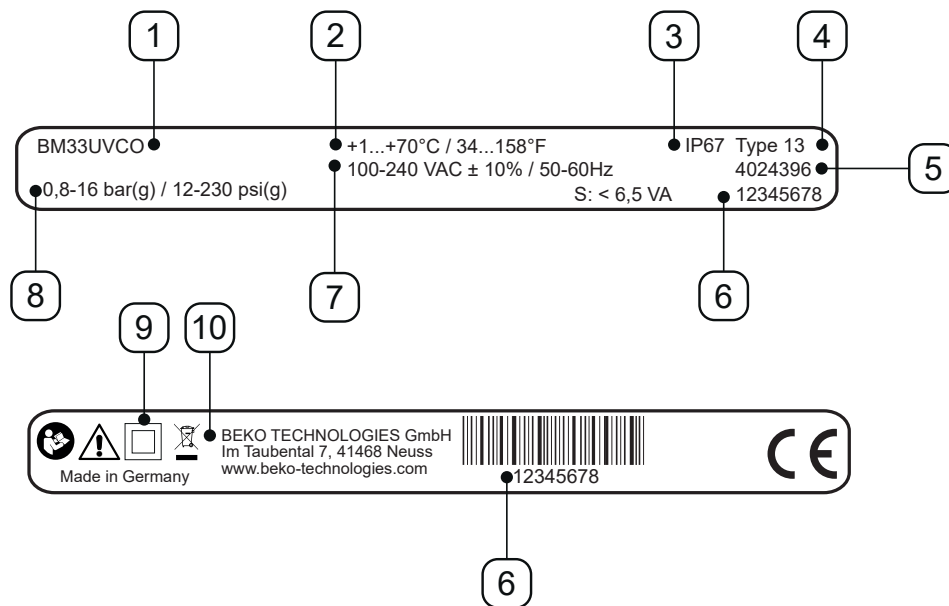 1 2 3 4
BM33UVCO +1...+70°C / 34...158°F IP67 Type 13
100-240 VAC ± 10% / 50-60Hz 4024396 5
0,8-16 bar(g) / 12-230 psi(g) S: < 6,5 VA 12345678
8 7 6
9 10
BEKO TECHNOLOGIES GmbH
Im Taubental 7, 41468 Neuss
Made in Germany www.beko-technologies.com
12345678
CE
6